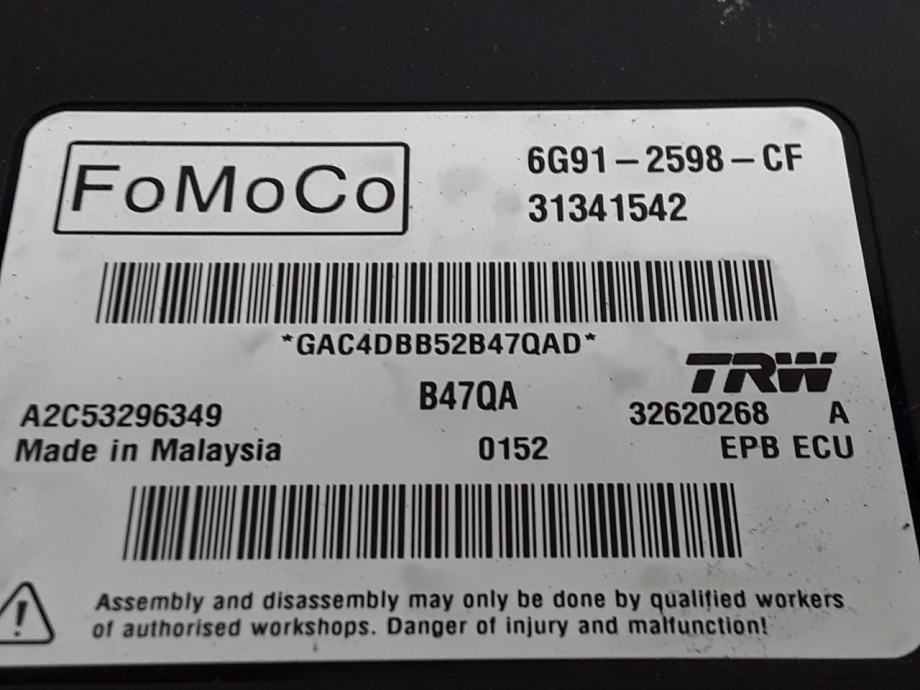 FoMoCo
6G91-2598-CF
31341542
*GAC4DBB52B47QAD*
TRW
B47QA
A2C53296349
32620268 A
Made in Malaysia
0152
EPB ECU
Assembly and disassembly may only be done by qualified workers
of authorised workshops. Danger of injury and malfunction!